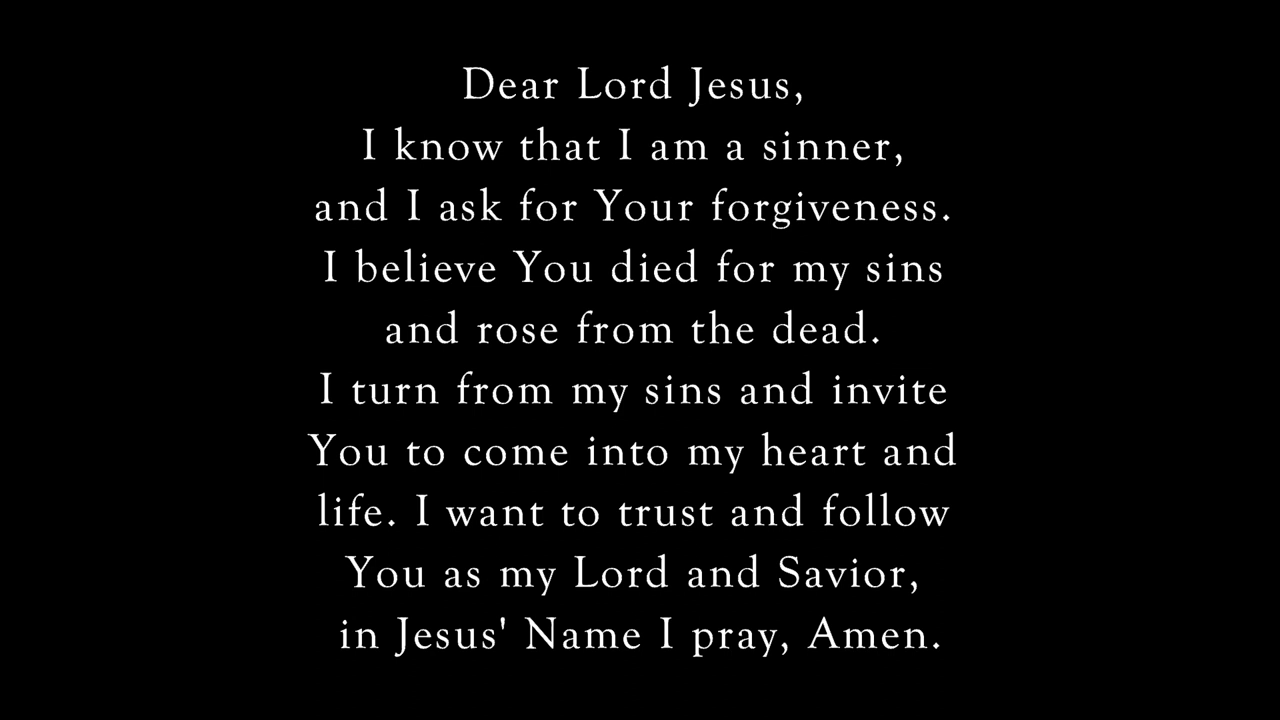 Dear Lord Jesus,
I know that I am a sinner,
and I ask for Your forgiveness.
I believe You died for my sins
and rose from the dead.
I turn from my sins and invite
You to come into my heart and
life. I want to trust and follow
You as my Lord and Savior,
in Jesus' Name I pray, Amen.